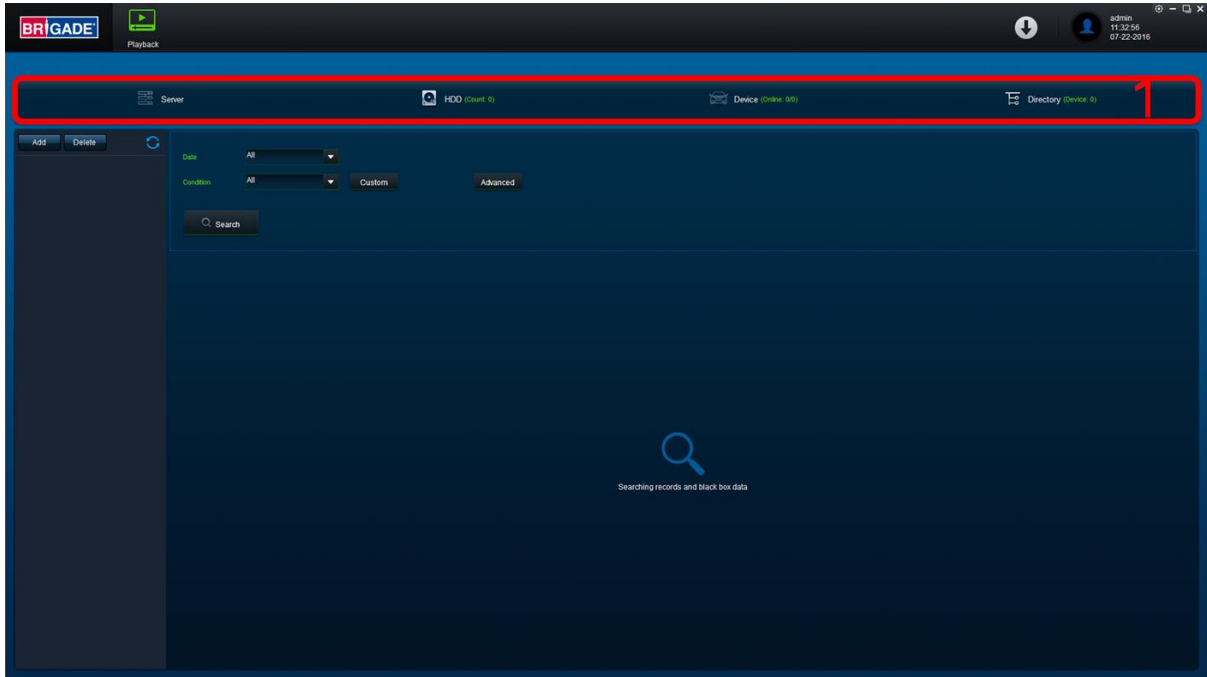 BRIGADE
Playback
admin
11:32:56
07-22-2016
Server
HDD (Count: 0)
Device (Online: 0/0)
Directory (Device: 0)
1
Add Delete
Date All
Condition All Custom Advanced
Search
Searching records and black box data